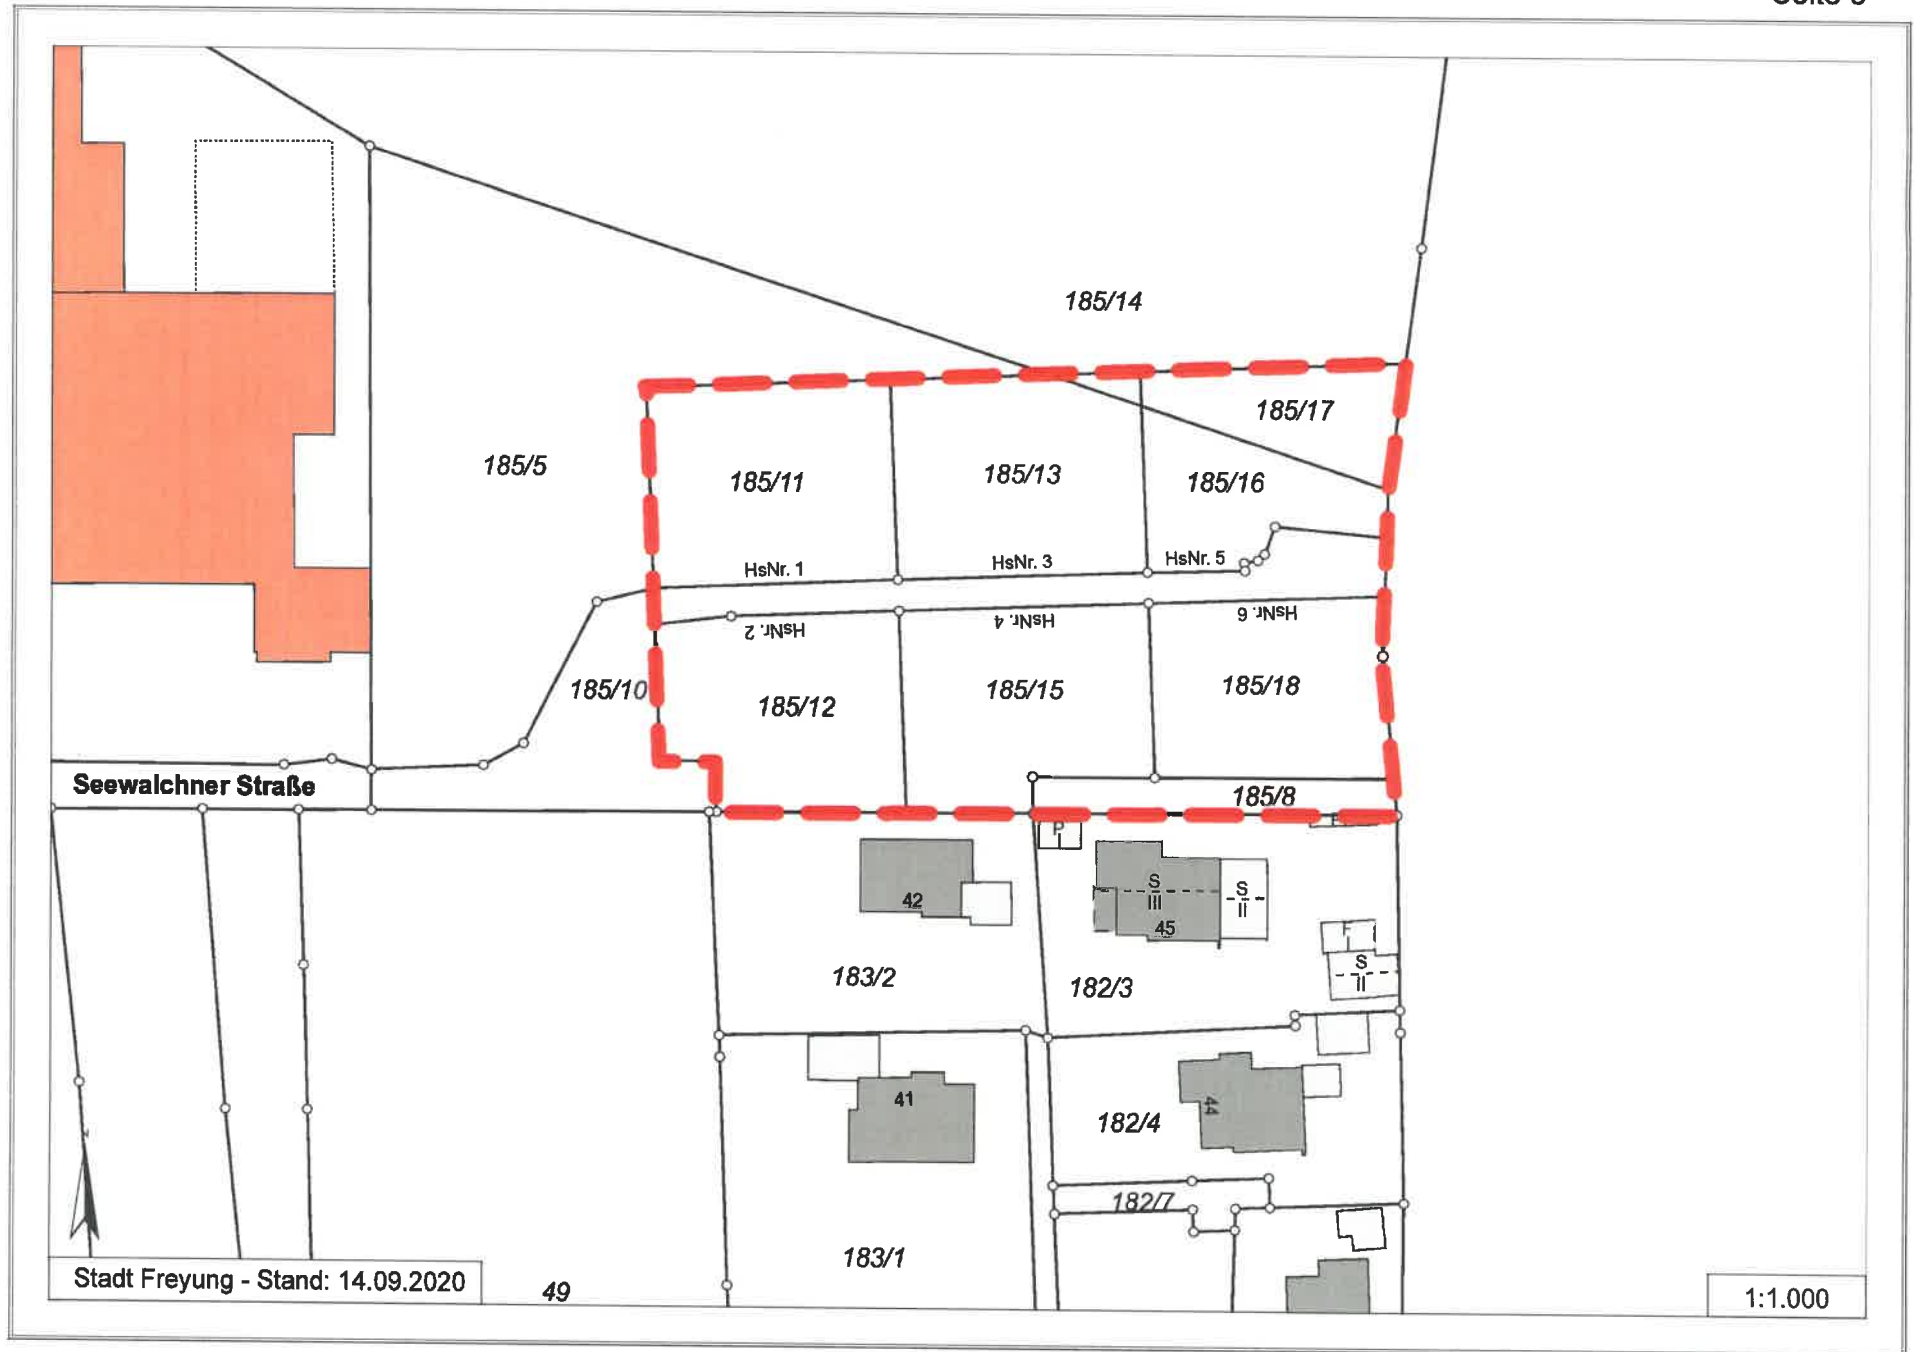 185/14
185/17
185/5
185/11
185/13
185/16
HsNr. 1
HsNr. 3
HsNr. 5
HsNr. 2
HsNr. 4
HsNr. 6
185/10
185/12
185/15
185/18
Seewalchner Straße
185/8
P
I
42
S
III
45
S
II
F
I
S
II
183/2
182/3
41
44
182/4
182/7
183/1
Stadt Freyung - Stand: 14.09.2020
49
1:1.000